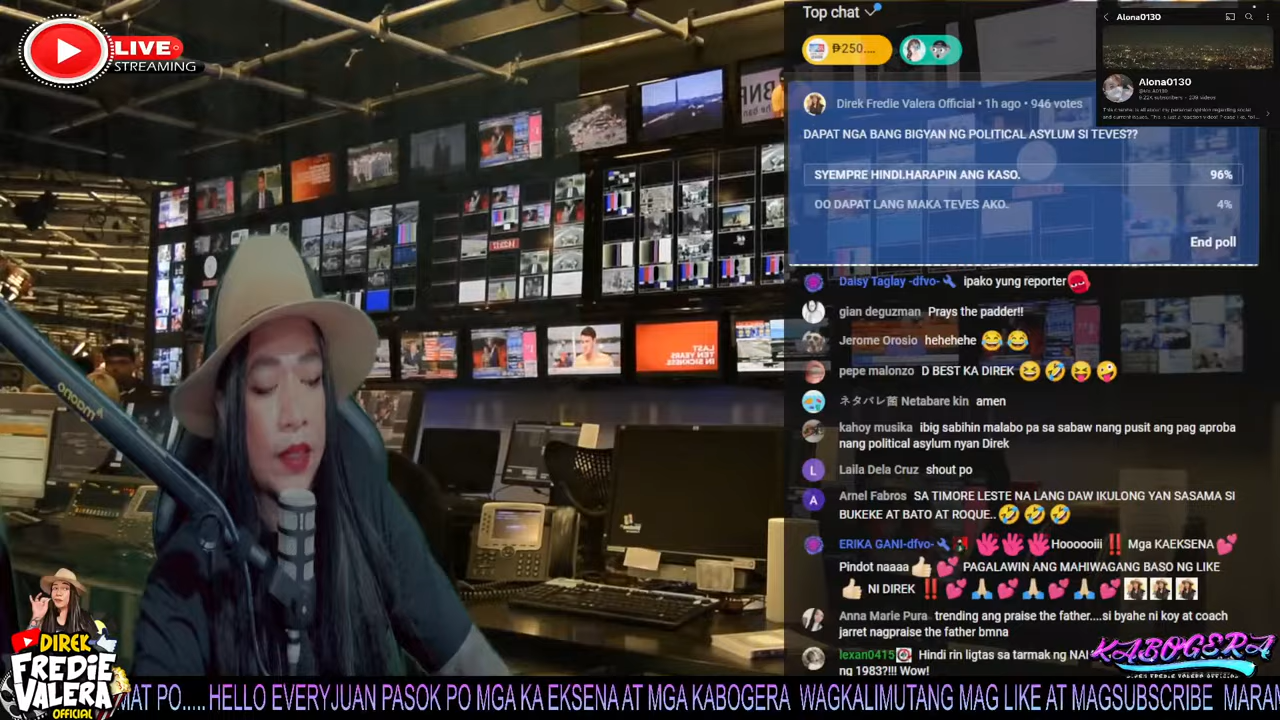 LIVE
STREAMING
Top chat
₱250....
Alona0130
Alona0130
Direk Fredie Valera Official • 1h ago • 946 votes
DAPAT NGA BANG BIGYAN NG POLITICAL ASYLUM SI TEVES??
SYEMPRE HINDI.HARAPIN ANG KASO. 96%
OO DAPAT LANG MAKA TEVES AKO. 4%
End poll
Daisy Taglay -dfvo- ipako yung reporter
gian deguzman Prays the padder!!
Jerome Orosio hehehehe 😂 😂
pepe malonzo D BEST KA DIREK 😆 🤣 😝 🤪
ネタバレ菌 Netabare kin amen
kahoy musika ibig sabihin malabo pa sa sabaw nang pusit ang pag aproba
nang political asylum nyan Direk
L Laila Dela Cruz shout po
A Arnel Fabros SA TIMORE LESTE NA LANG DAW IKULONG YAN SASAMA SI
BUKEKE AT BATO AT ROQUE.. 🤣 🤣 🤣
ERIKA GANI-dfvo- Hoooooiii ‼ Mga KAEKSENA 💕
Pindot naaaa 👍 💕 PAGALAWIN ANG MAHIWAGANG BASO NG LIKE
👍 NI DIREK ‼ 💕 🙏 💕 🙏 💕 🙏 💕
Anna Marie Pura trending ang praise the father....si byahe ni koy at coach
jarret nagpraise the father bmna
lexan0415 Hindi rin ligtas sa tarmak ng
ng 1983?!!! Wow!
KABOGERA
maono
LAST
TEN YEARS
IN SICKNESS
DIREK
FREDIE
VALERA
OFFICIAL
MAT PO..... HELLO EVERYJUAN PASOK PO MGA KA EKSENA AT MGA KABOGERA WAGKALIMUTANG MAG LIKE AT MAGSUBSCRIBE MARAM